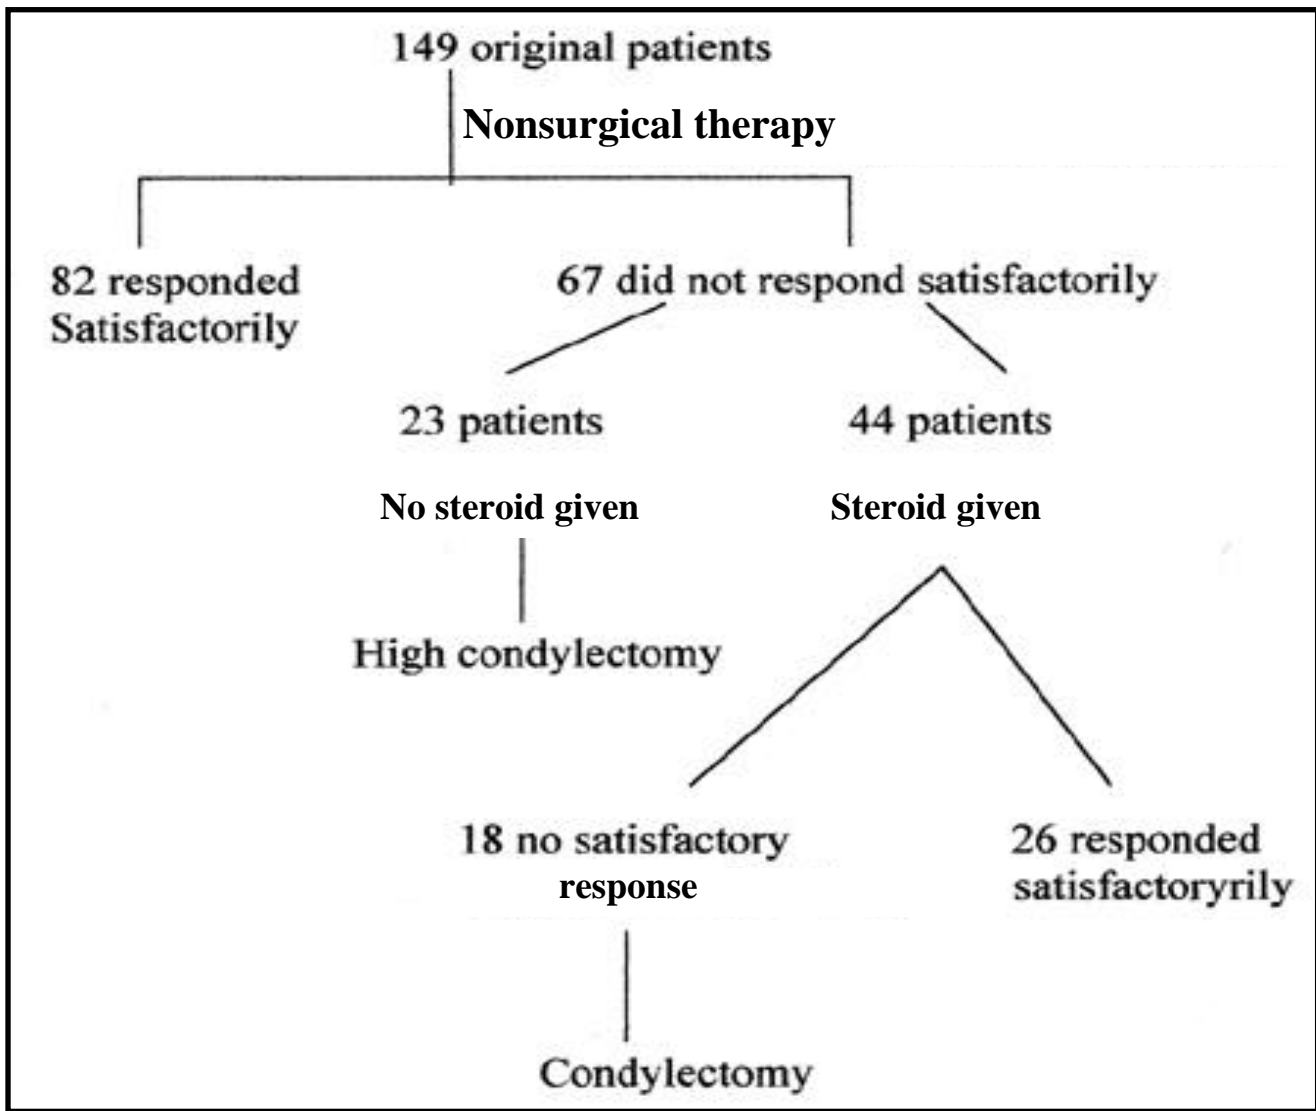 149 original patients
Nonsurgical therapy
82 responded
Satisfactorily
67 did not respond satisfactorily
23 patients
44 patients
No steroid given
Steroid given
High condylectomy
18 no satisfactory
response
26 responded
satisfactoryrily
Condylectomy